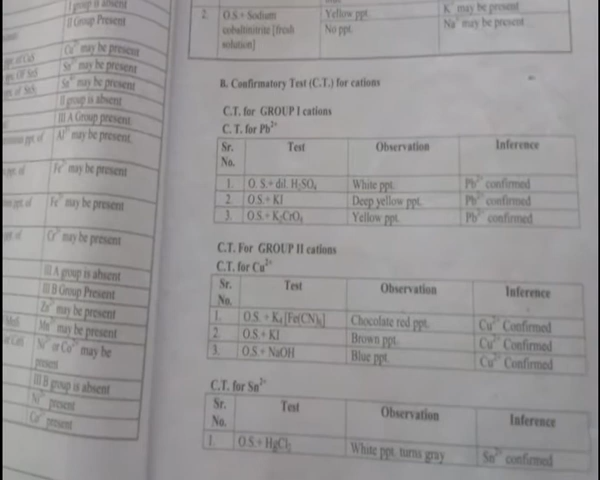 I group is absent
II Group Present
Cu²⁺ may be present
Sn²⁺ may be present
Sn⁴⁺ may be present
II group is absent
III A Group present
Al³⁺ may be present.
Fe²⁺ may be present
Fe³⁺ may be present
Cr³⁺ may be present
III A group is absent
III B Group Present
Zn²⁺ may be present
Mn²⁺ may be present
Ni²⁺ or Co²⁺ may be
present
III B group is absent
Ni²⁺ present
Co²⁺ present
2. O.S + Sodium Yellow ppt. K⁺ may be present
cobaltinitrite [fresh No ppt. Na⁺ may be present
solution]
B. Confirmatory Test (C.T.) for cations
C.T. for GROUP I cations
C. T. for Pb²⁺
Sr. Test Observation Inference
No.
1. O. S.+ dil. H₂SO₄ White ppt. Pb²⁺ confirmed
2. O.S.+ KI Deep yellow ppt. Pb²⁺ confirmed
3. O.S.+ K₂CrO₄ Yellow ppt. Pb²⁺ confirmed
C.T. For GROUP II cations
C.T. for Cu²⁺
Sr. Test Observation Inference
No.
1. O.S. + K₄[Fe(CN)₆] Chocolate red ppt. Cu²⁺ Confirmed
2. O.S + KI Brown ppt. Cu²⁺ Confirmed
3. O.S + NaOH Blue ppt. Cu²⁺ Confirmed
C.T. for Sn²⁺
Sr. Test Observation Inference
No.
1. O.S.+ HgCl₂ White ppt. turns gray Sn²⁺ confirmed